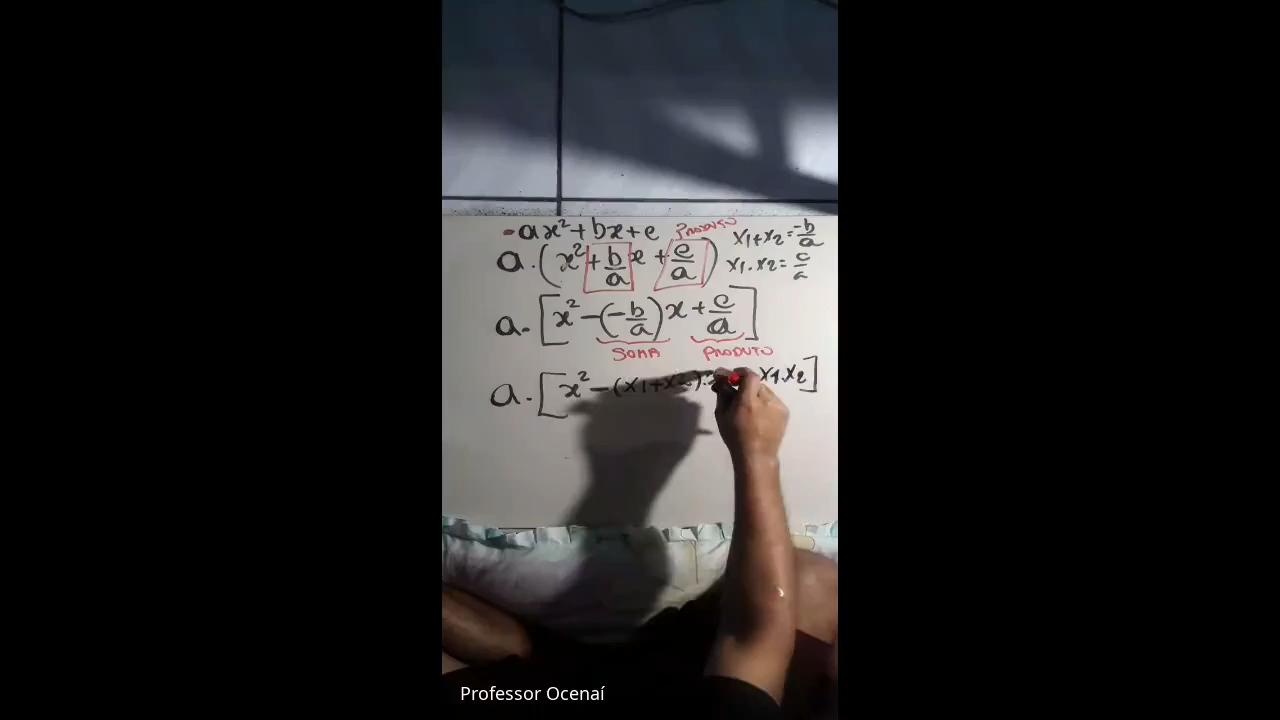 ax² + bx + c
Produto
x₁+x₂ = -b/a
a · (x² + b/a x + c/a)
x₁·x₂ = c/a
a · [x² - (-b/a) x + c/a]
SOMA PRODUTO
a · [x² - (x₁+x₂). x₁.x₂]
Professor Ocenaí